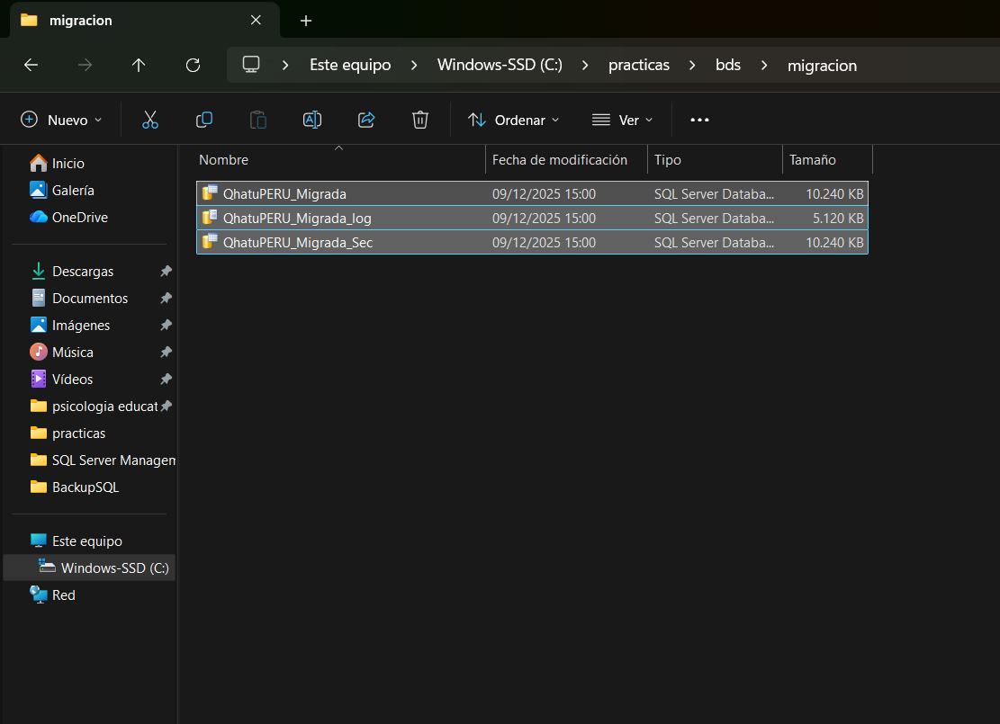 migracion
Este equipo > Windows-SSD (C:) > practicas > bds > migracion
Nuevo Ordenar Ver
Nombre Fecha de modificación Tipo Tamaño
QhatuPERU_Migrada 09/12/2025 15:00 SQL Server Databa... 10.240 KB
QhatuPERU_Migrada_log 09/12/2025 15:00 SQL Server Databa... 5.120 KB
QhatuPERU_Migrada_Sec 09/12/2025 15:00 SQL Server Databa... 10.240 KB
Inicio
Galería
OneDrive
Descargas
Documentos
Imágenes
Música
Vídeos
psicologia educat
practicas
SQL Server Managem
BackupSQL
Este equipo
Windows-SSD (C:)
Red